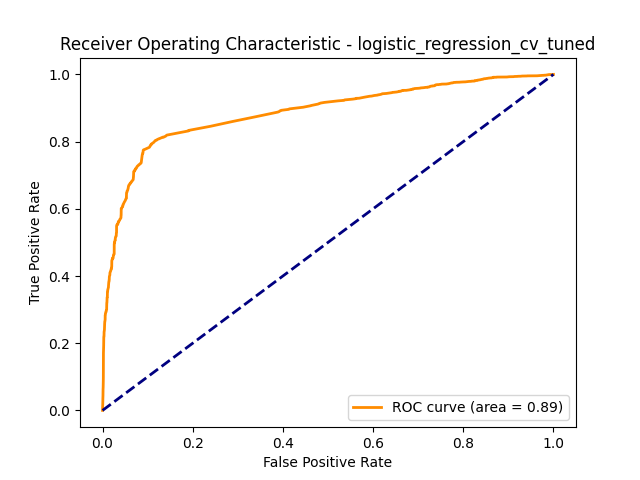 Receiver Operating Characteristic - logistic_regression_cv_tuned
True Positive Rate
1.0
0.8
0.6
0.4
0.2
0.0
ROC curve (area = 0.89)
0.0 0.2 0.4 0.6 0.8 1.0
False Positive Rate